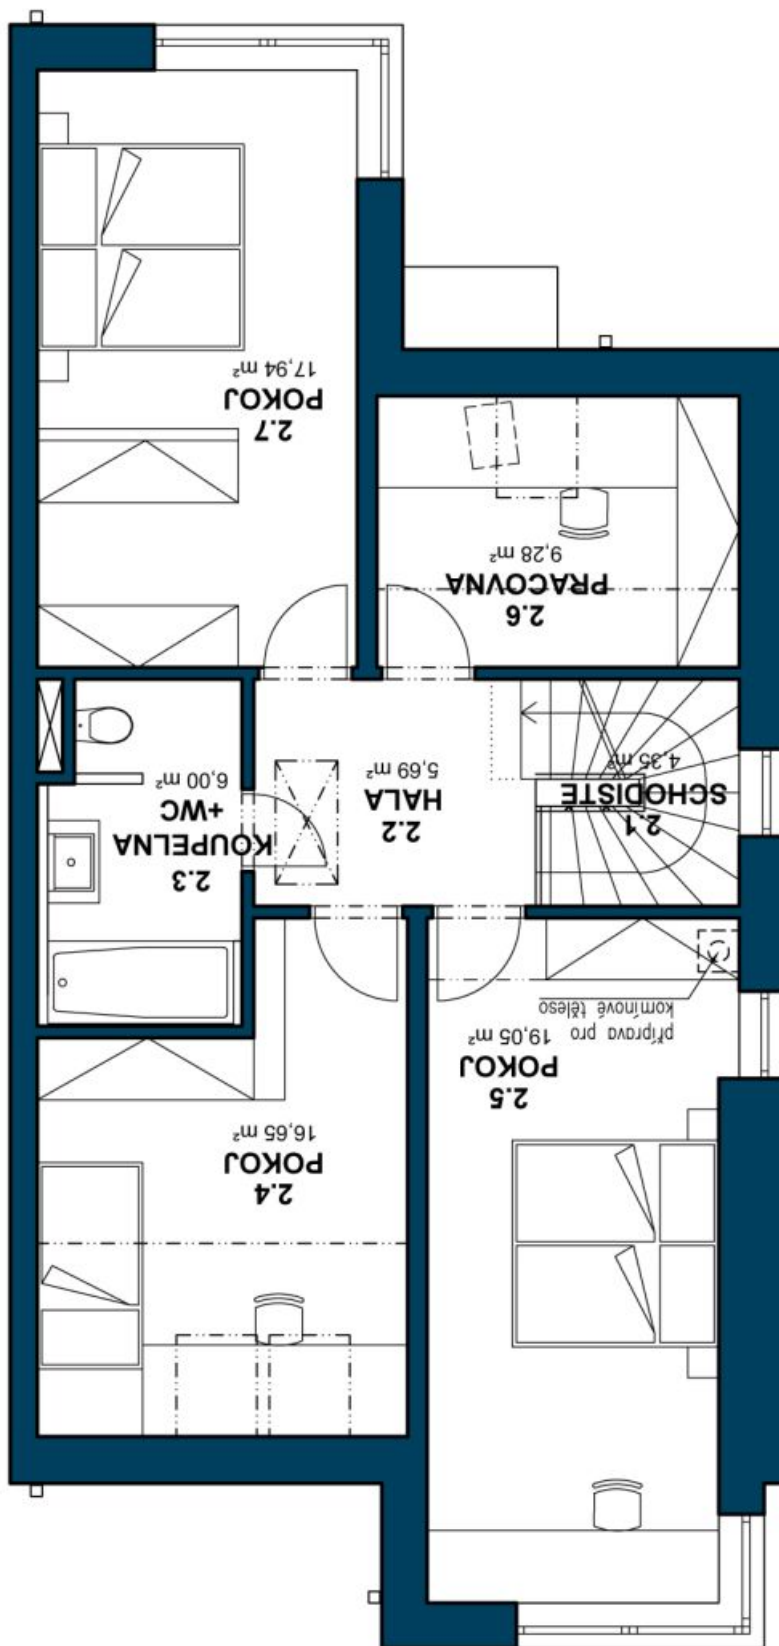 2.4
POKOJ
16,65 m²
2.5
POKOJ
19,05 m²
příprava pro
komínové těleso
2.3
KOUPELNA
+WC
6,00 m²
2.2
HALA
5,69 m²
2.1
SCHODISTE
4,35 m²
2.6
PRACOVNA
9,28 m²
2.7
POKOJ
17,94 m²